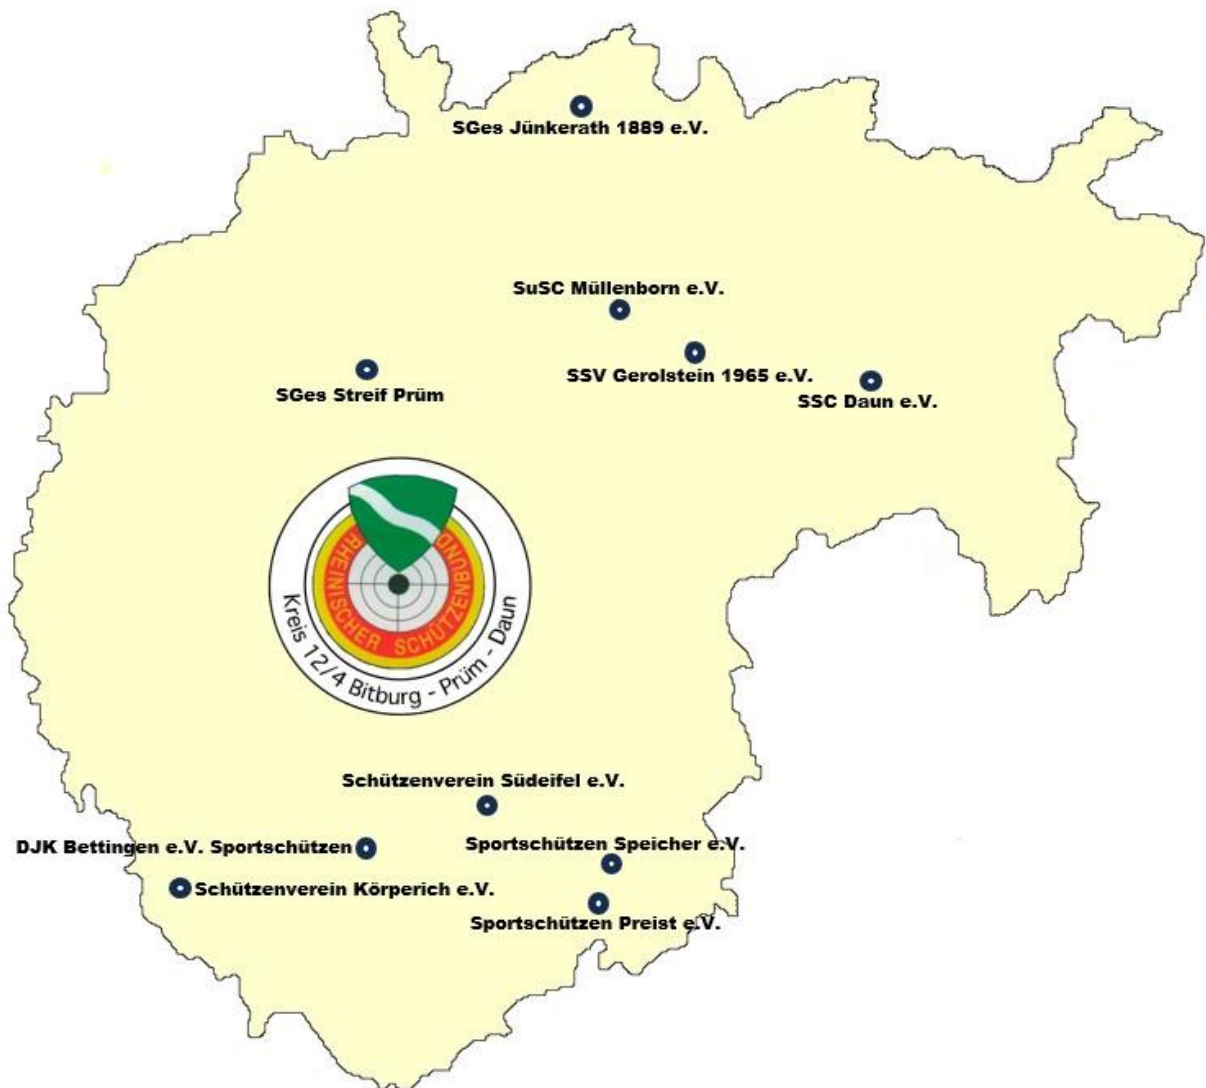 SGes Jünkerath 1889 e.V.
SuSC Müllenborn e.V.
SSV Gerolstein 1965 e.V.
SGes Streif Prüm
SSC Daun e.V.
RHEINISCHER SCHÜTZENBUND
Kreis 12/4 Bitburg - Prüm - Daun
Schützenverein Südeifel e.V.
DJK Bettingen e.V. Sportschützen
Sportschützen Speicher e.V.
Schützenverein Körperich e.V.
Sportschützen Preist e.V.